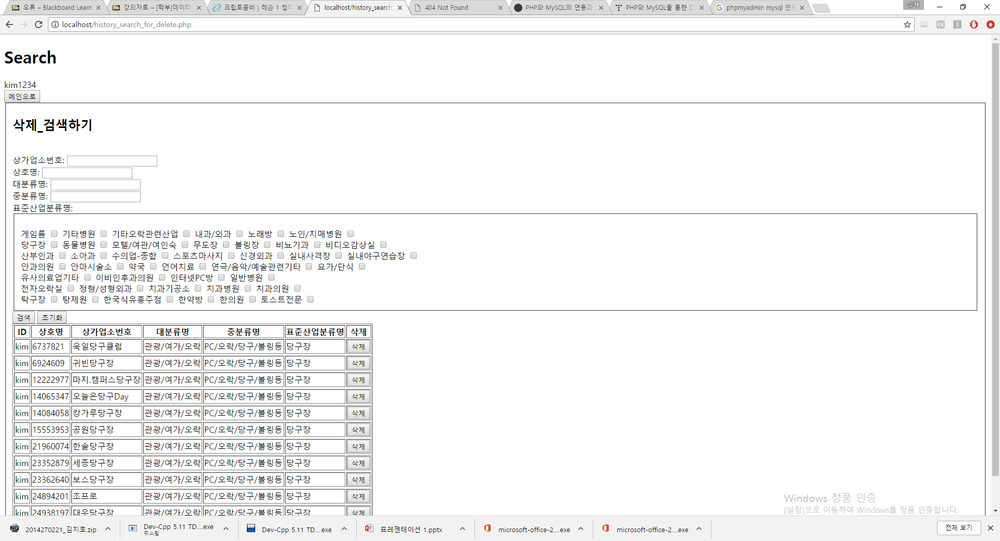 오류 – Blackboard Learn
강의자료 – [학부]데이터
크립토좀비 | 레슨 1 챕터
localhost/history_search
404 Not Found
PHP와 MySQL의 연동과
PHP와 MySQL을 통한 D
phpmyadmin mysql 연동
송재
localhost/history_search_for_delete.php
Search
kim1234
메인으로
삭제_검색하기
상가업소번호:
상호명:
대분류명:
중분류명:
표준산업분류명:
게임룸 기타병원 기타오락관련산업 내과/외과 노래방 노인/치매병원
당구장 동물병원 모텔/여관/여인숙 무도장 볼링장 비뇨기과 비디오감상실
산부인과 소아과 수의업-종합 스포츠마사지 신경외과 실내사격장 실내야구연습장
안과의원 안마시술소 약국 언어치료 연극/음악/예술관련기타 요가/단식
유사의료업기타 이비인후과의원 인터넷PC방 일반병원
전자오락실 정형/성형외과 치과기공소 치과병원 치과의원
탁구장 탕제원 한국식유흥주점 한약방 한의원 토스트전문
검색 초기화
ID 상호명 상가업소번호 대분류명 중분류명 표준산업분류명 삭제
kim 6737821 욱일당구클럽 관광/여가/오락 PC/오락/당구/볼링등 당구장 삭제
kim 6924609 귀빈당구장 관광/여가/오락 PC/오락/당구/볼링등 당구장 삭제
kim 12222977 마지.캠퍼스당구장 관광/여가/오락 PC/오락/당구/볼링등 당구장 삭제
kim 14065347 오늘은당구Day 관광/여가/오락 PC/오락/당구/볼링등 당구장 삭제
kim 14084058 캉가루당구장 관광/여가/오락 PC/오락/당구/볼링등 당구장 삭제
kim 15553953 공원당구장 관광/여가/오락 PC/오락/당구/볼링등 당구장 삭제
kim 21960074 한솔당구장 관광/여가/오락 PC/오락/당구/볼링등 당구장 삭제
kim 23352879 세종당구장 관광/여가/오락 PC/오락/당구/볼링등 당구장 삭제
kim 23362640 보스당구장 관광/여가/오락 PC/오락/당구/볼링등 당구장 삭제
kim 24894201 조프로 관광/여가/오락 PC/오락/당구/볼링등 당구장 삭제
kim 24938197 대우당구장 관광/여가/오락 PC/오락/당구/볼링등 당구장 삭제
Windows 정품 인증
[설정]으로 이동하여 Windows를 정품 인증합니다.
2014270221_김지호.zip
Dev-Cpp 5.11 TD....exe
취소됨
Dev-Cpp 5.11 TD....exe
프레젠테이션 1.pptx
microsoft-office-2....exe
microsoft-office-2....exe
전체 보기